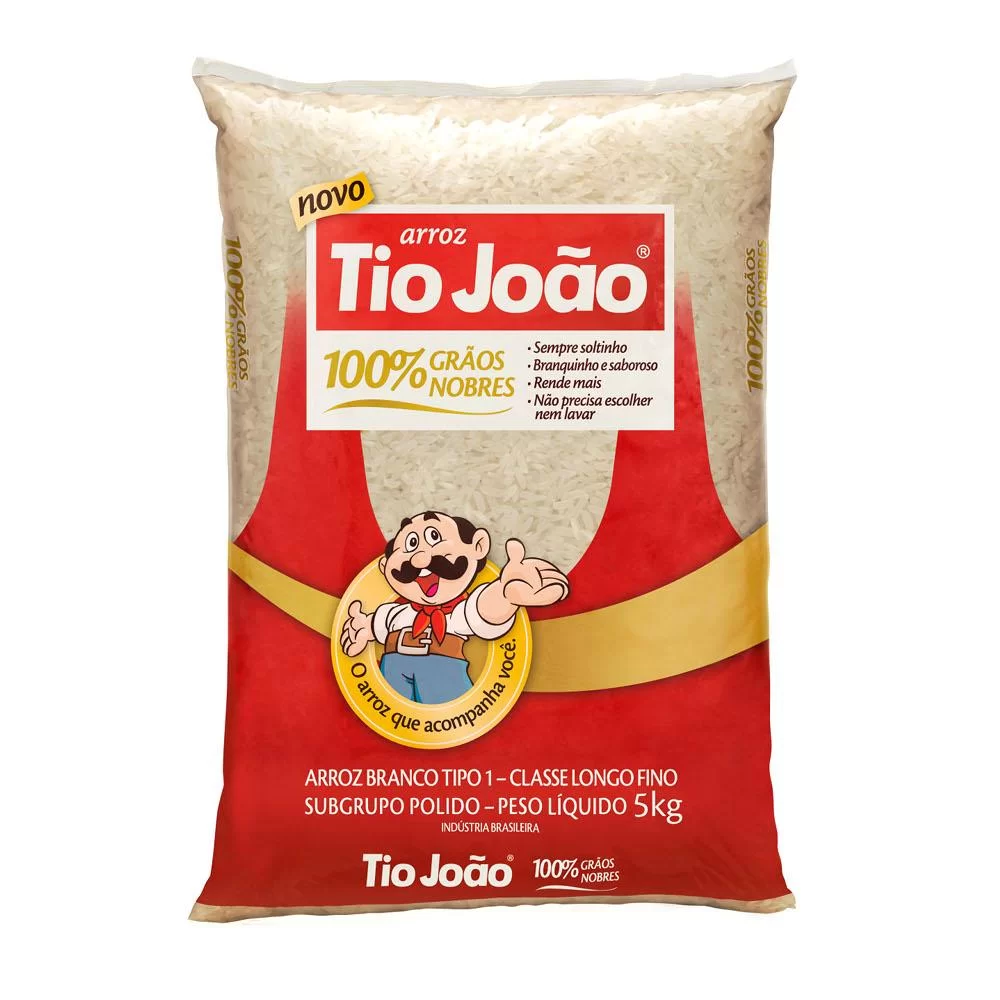 novo
arroz
Tio João®
100% GRÃOS
NOBRES
· Sempre soltinho
· Branquinho e saboroso
· Rende mais
· Não precisa escolher
nem lavar
100% GRÃOS
NOBRES
100% GRÃOS
NOBRES
O arroz que acompanha você.
ARROZ BRANCO TIPO 1 – CLASSE LONGO FINO
SUBGRUPO POLIDO – PESO LÍQUIDO 5kg
INDÚSTRIA BRASILEIRA
Tio João®
100% GRÃOS
NOBRES